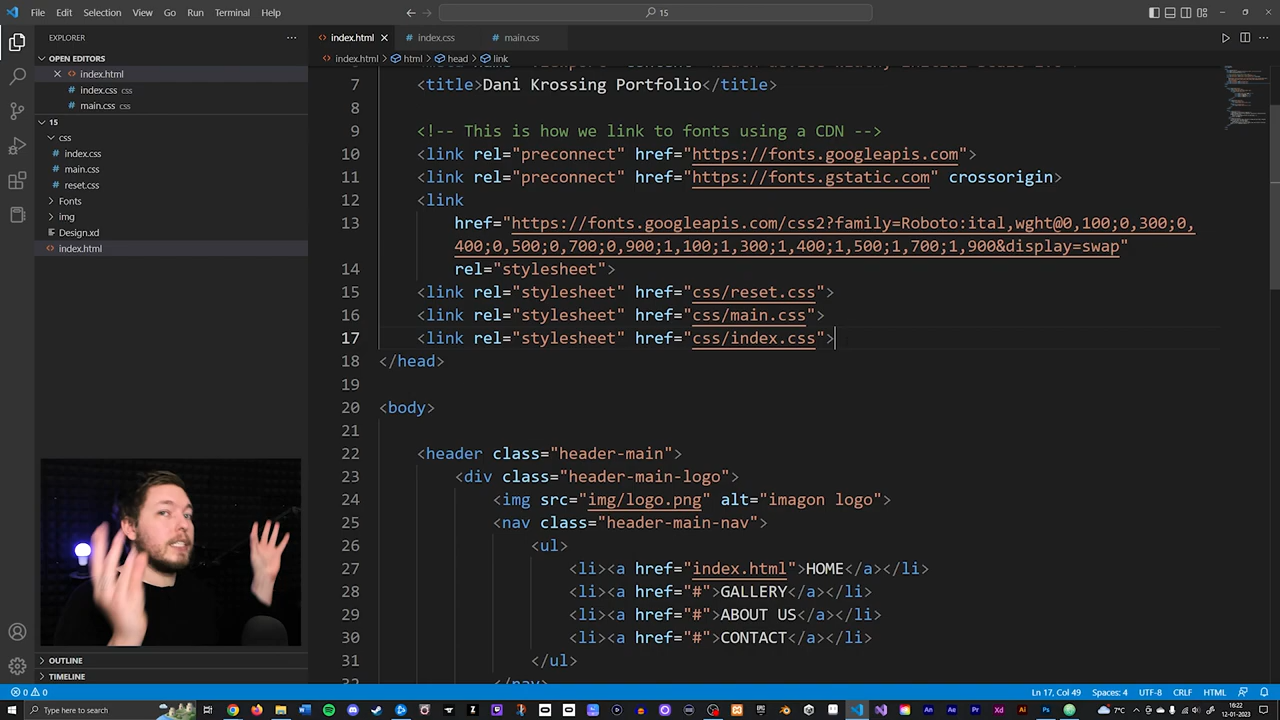 File Edit Selection View Go Run Terminal Help
15
EXPLORER
index.html
index.css
main.css
OPEN EDITORS
index.html > html > head > link
index.html
index.css css
main.css css
15
css
index.css
main.css
reset.css
Fonts
img
Design.xd
index.html
7 <title>Dani Krossing Portfolio</title>
8
9 <!-- This is how we link to fonts using a CDN -->
10 <link rel="preconnect" href="https://fonts.googleapis.com">
11 <link rel="preconnect" href="https://fonts.gstatic.com" crossorigin>
12 <link
13 href="https://fonts.googleapis.com/css2?family=Roboto:ital,wght@0,100;0,300;0,
400;0,500;0,700;0,900;1,100;1,300;1,400;1,500;1,700;1,900&display=swap"
14 rel="stylesheet">
15 <link rel="stylesheet" href="css/reset.css">
16 <link rel="stylesheet" href="css/main.css">
17 <link rel="stylesheet" href="css/index.css">
18 </head>
19
20 <body>
21
22 <header class="header-main">
23 <div class="header-main-logo">
24 <img src="img/logo.png" alt="imagon logo">
25 <nav class="header-main-nav">
26 <ul>
27 <li><a href="index.html">HOME</a></li>
28 <li><a href="#">GALLERY</a></li>
29 <li><a href="#">ABOUT US</a></li>
30 <li><a href="#">CONTACT</a></li>
31 </ul>
OUTLINE
TIMELINE
0 0
Ln 17, Col 49 Spaces: 4 UTF-8 CRLF HTML
Type here to search
7°C
16:22
12-01-2023